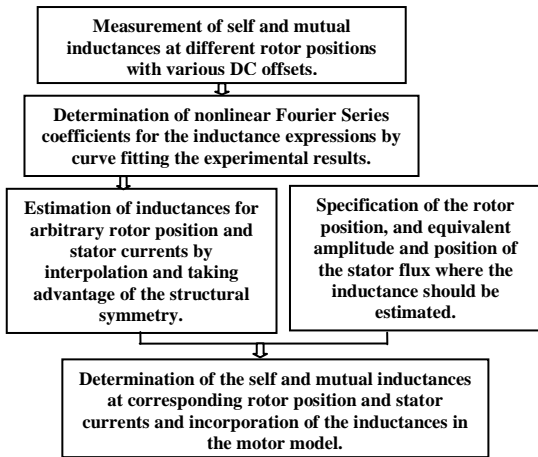 Measurement of self and mutual
inductances at different rotor positions
with various DC offsets.
Determination of nonlinear Fourier Series
coefficients for the inductance expressions by
curve fitting the experimental results.
Estimation of inductances for
arbitrary rotor position and
stator currents by
interpolation and taking
advantage of the structural
symmetry.
Specification of the rotor
position, and equivalent
amplitude and position of
the stator flux where the
inductance should be
estimated.
Determination of the self and mutual inductances
at corresponding rotor position and stator
currents and incorporation of the inductances in
the motor model.